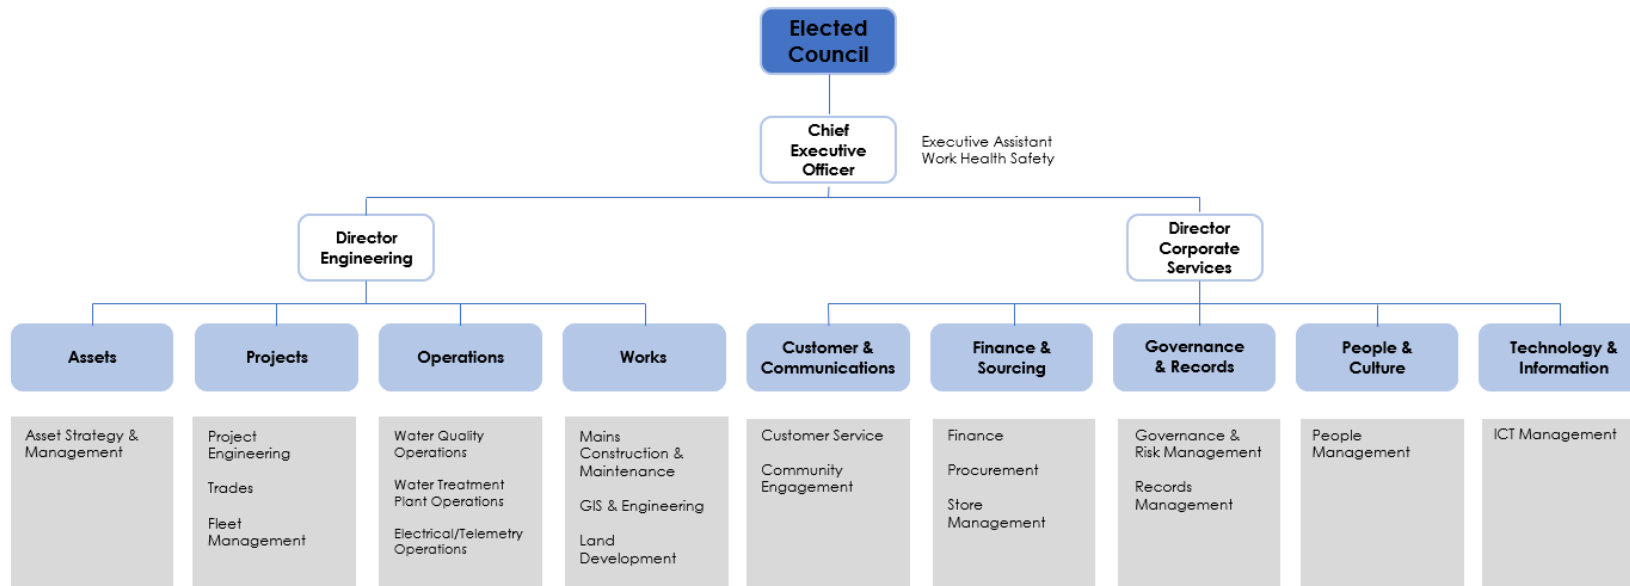 Elected
Council
Chief
Executive
Officer
Executive Assistant
Work Health Safety
Director
Engineering
Director
Corporate
Services
Assets
Projects
Operations
Works
Customer &
Communications
Finance &
Sourcing
Governance
& Records
People &
Culture
Technology &
Information
Asset Strategy &
Management
Project
Engineering
Trades
Fleet
Management
Water Quality
Operations
Water Treatment
Plant Operations
Electrical/Telemetry
Operations
Mains
Construction &
Maintenance
GIS & Engineering
Land
Development
Customer Service
Community
Engagement
Finance
Procurement
Store
Management
Governance &
Risk Management
Records
Management
People
Management
ICT Management